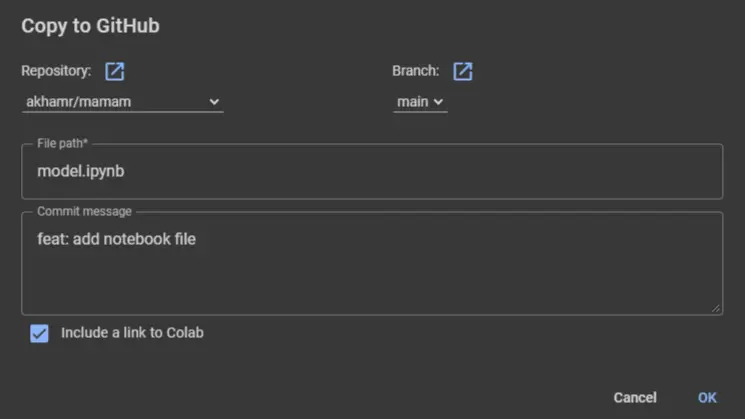 Copy to GitHub
Repository: Branch:
akhamr/mamam main
File path*
model.ipynb
Commit message
feat: add notebook file
Include a link to Colab
Cancel OK